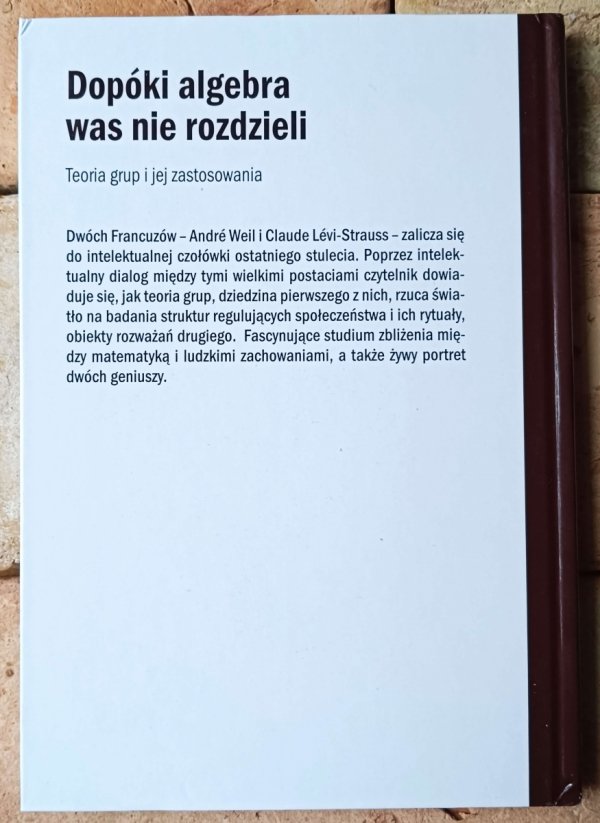 Dopóki algebra
was nie rozdzieli
Teoria grup i jej zastosowania
Dwóch Francuzów – André Weil i Claude Lévi-Strauss – zalicza się
do intelektualnej czołówki ostatniego stulecia. Poprzez intelek-
tualny dialog między tymi wielkimi postaciami czytelnik dowia-
duje się, jak teoria grup, dziedzina pierwszego z nich, rzuca świa-
tło na badania struktur regulujących społeczeństwa i ich rytuały,
obiekty rozważań drugiego. Fascynujące studium zbliżenia mię-
dzy matematyką i ludzkimi zachowaniami, a także żywy portret
dwóch geniuszy.